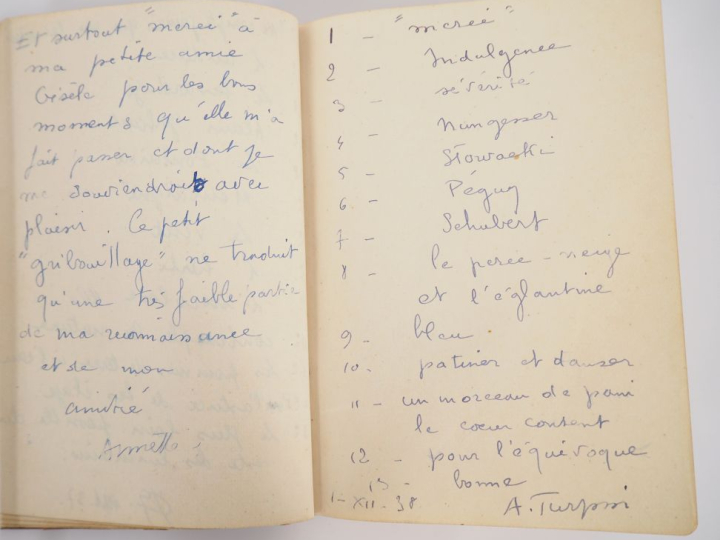 Et surtout "merci" à
ma petite amie
Gisèle pour les bons
moments qu'elle m'a
fait passer et dont je
me souviendrai avec
plaisir. Ce petit
"gribouillage" ne traduit
qu'une très faible partie
de ma reconnaissance
et de mon
amitié
1 - "merci"
2 - Indulgence
3 - sévérité
4 - Nungesser
5 - Słowacki
6 - Péguy
7 - Schubert
8 - le perce-neige
et l'églantine
9 - bleu
10. patiner et danser
11 - un morceau de pain
le cœur content
12 - pour l'équivoque
13 - bonne
1-XII-38